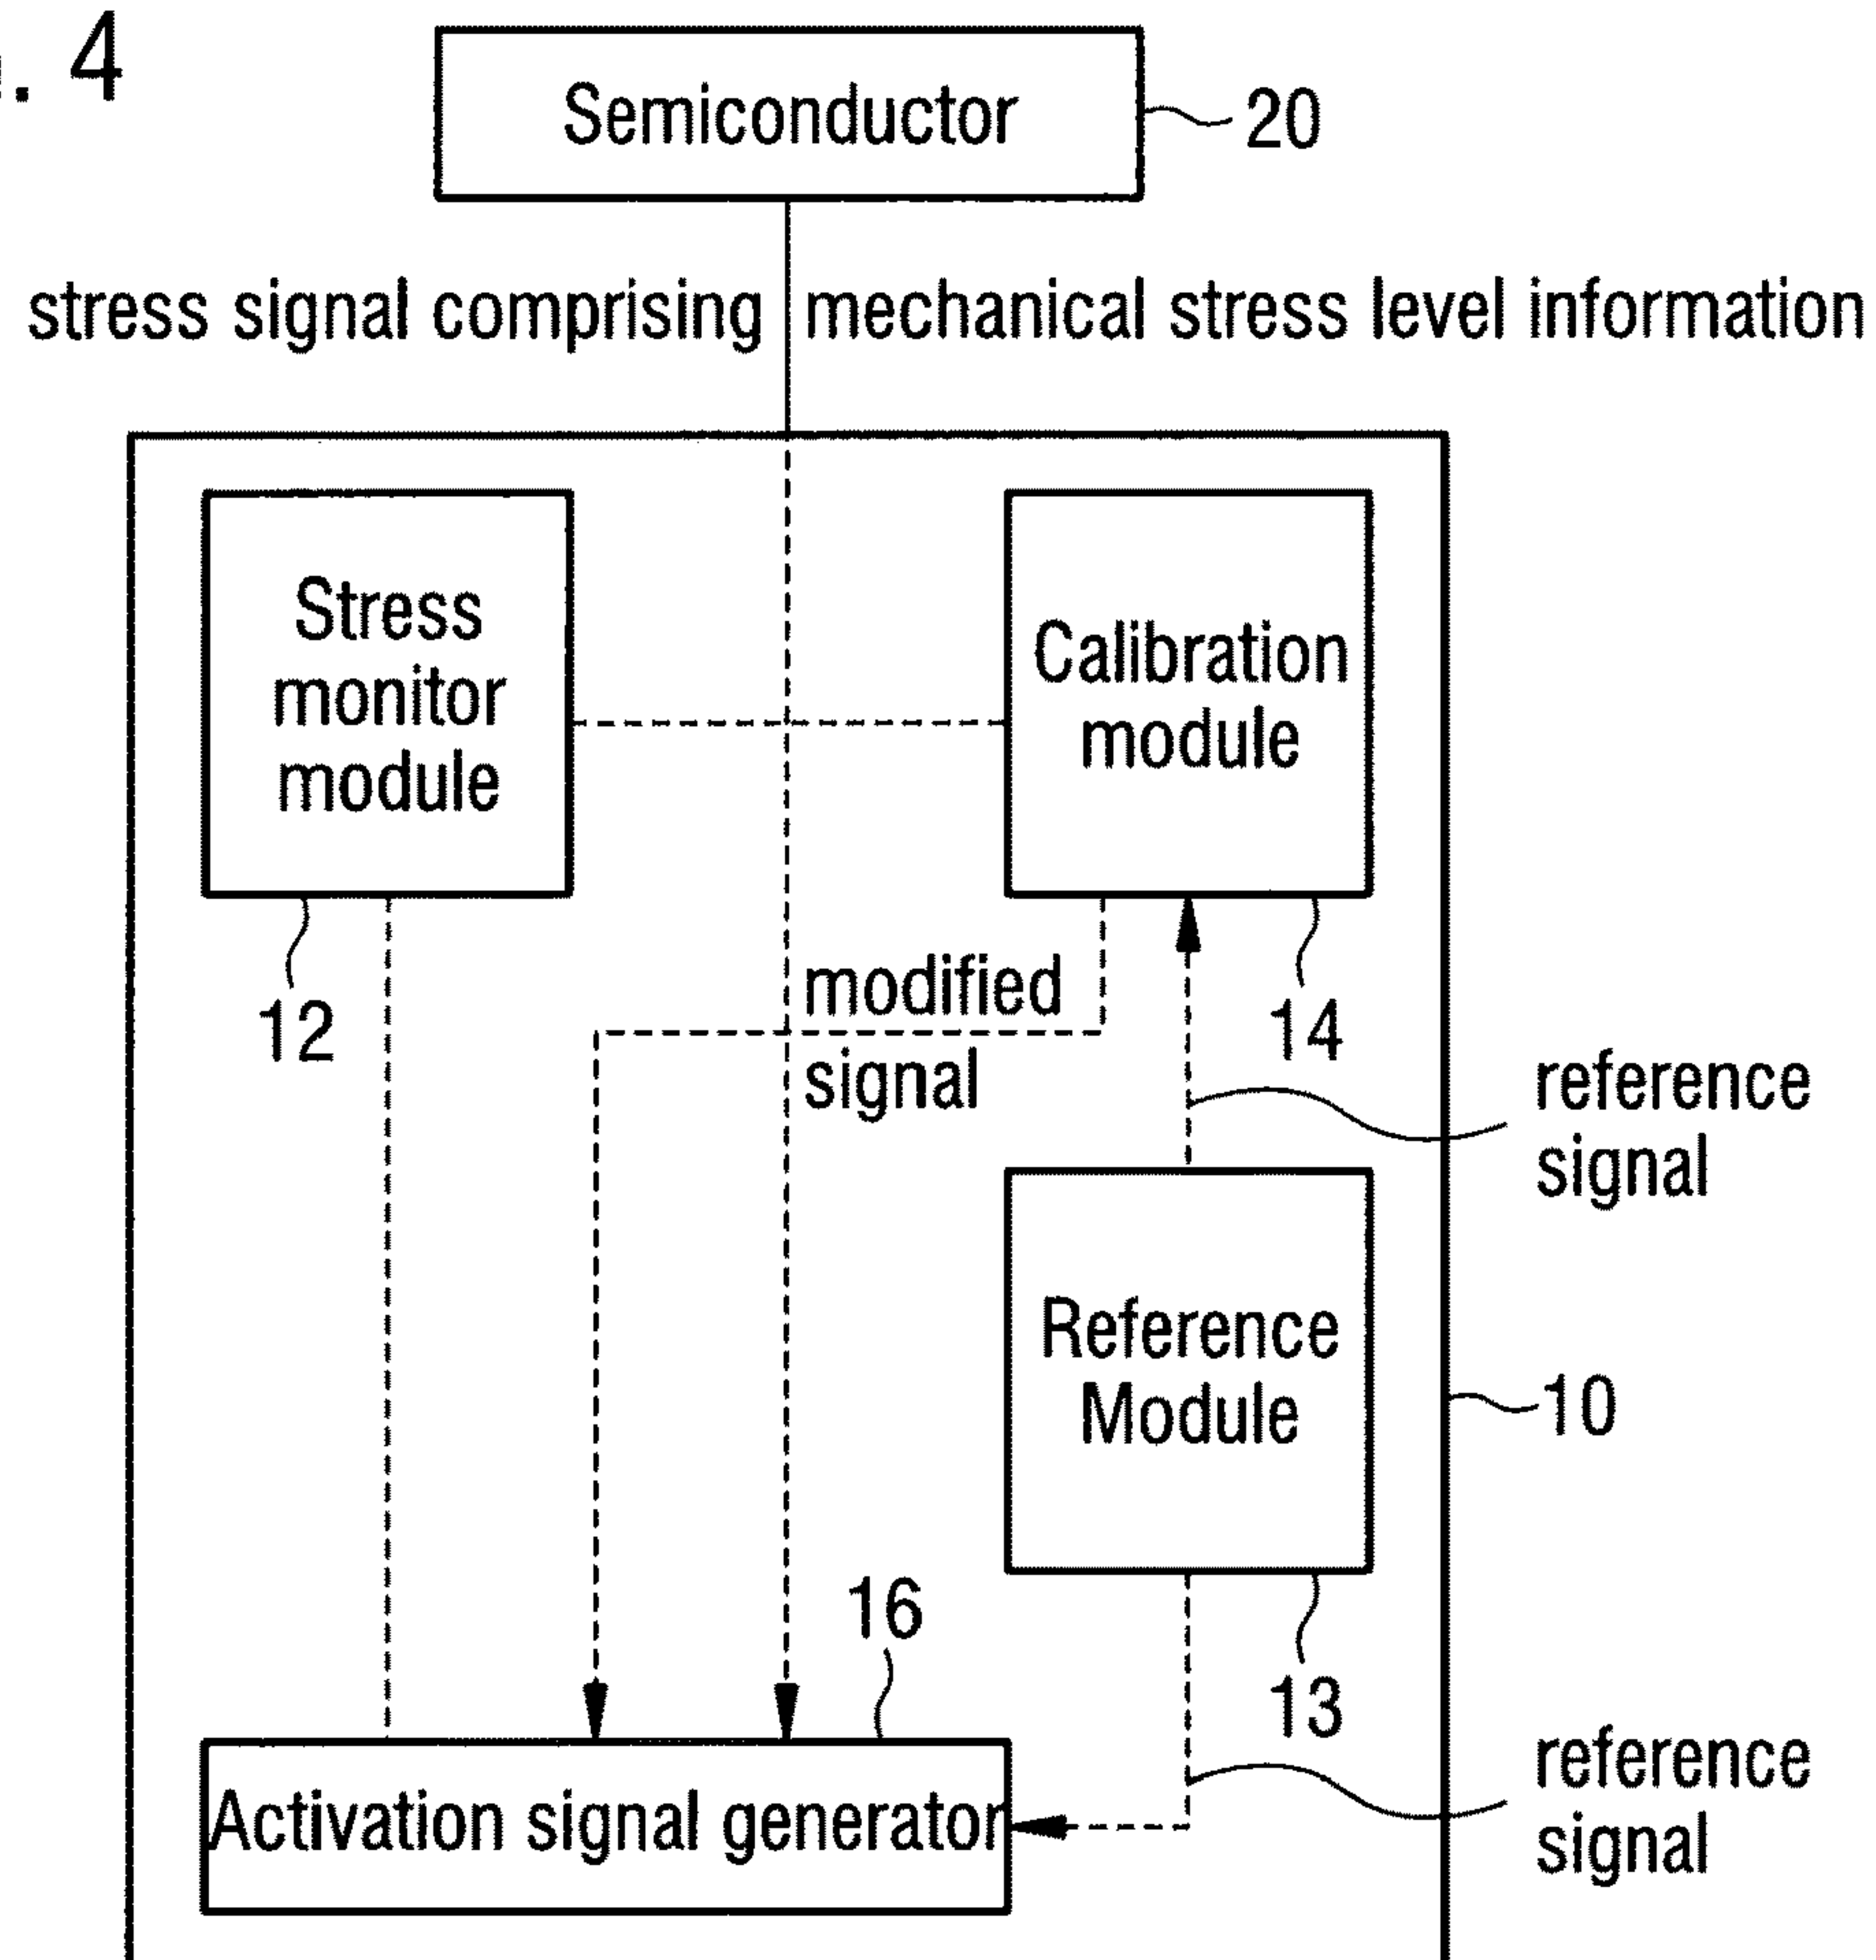 . 4
Semiconductor
20
stress signal comprising mechanical stress level information
Stress
monitor
module
Calibration
module
12
modified
signal
14
reference
signal
Reference
Module
10
16
13
Activation signal generator
reference
signal